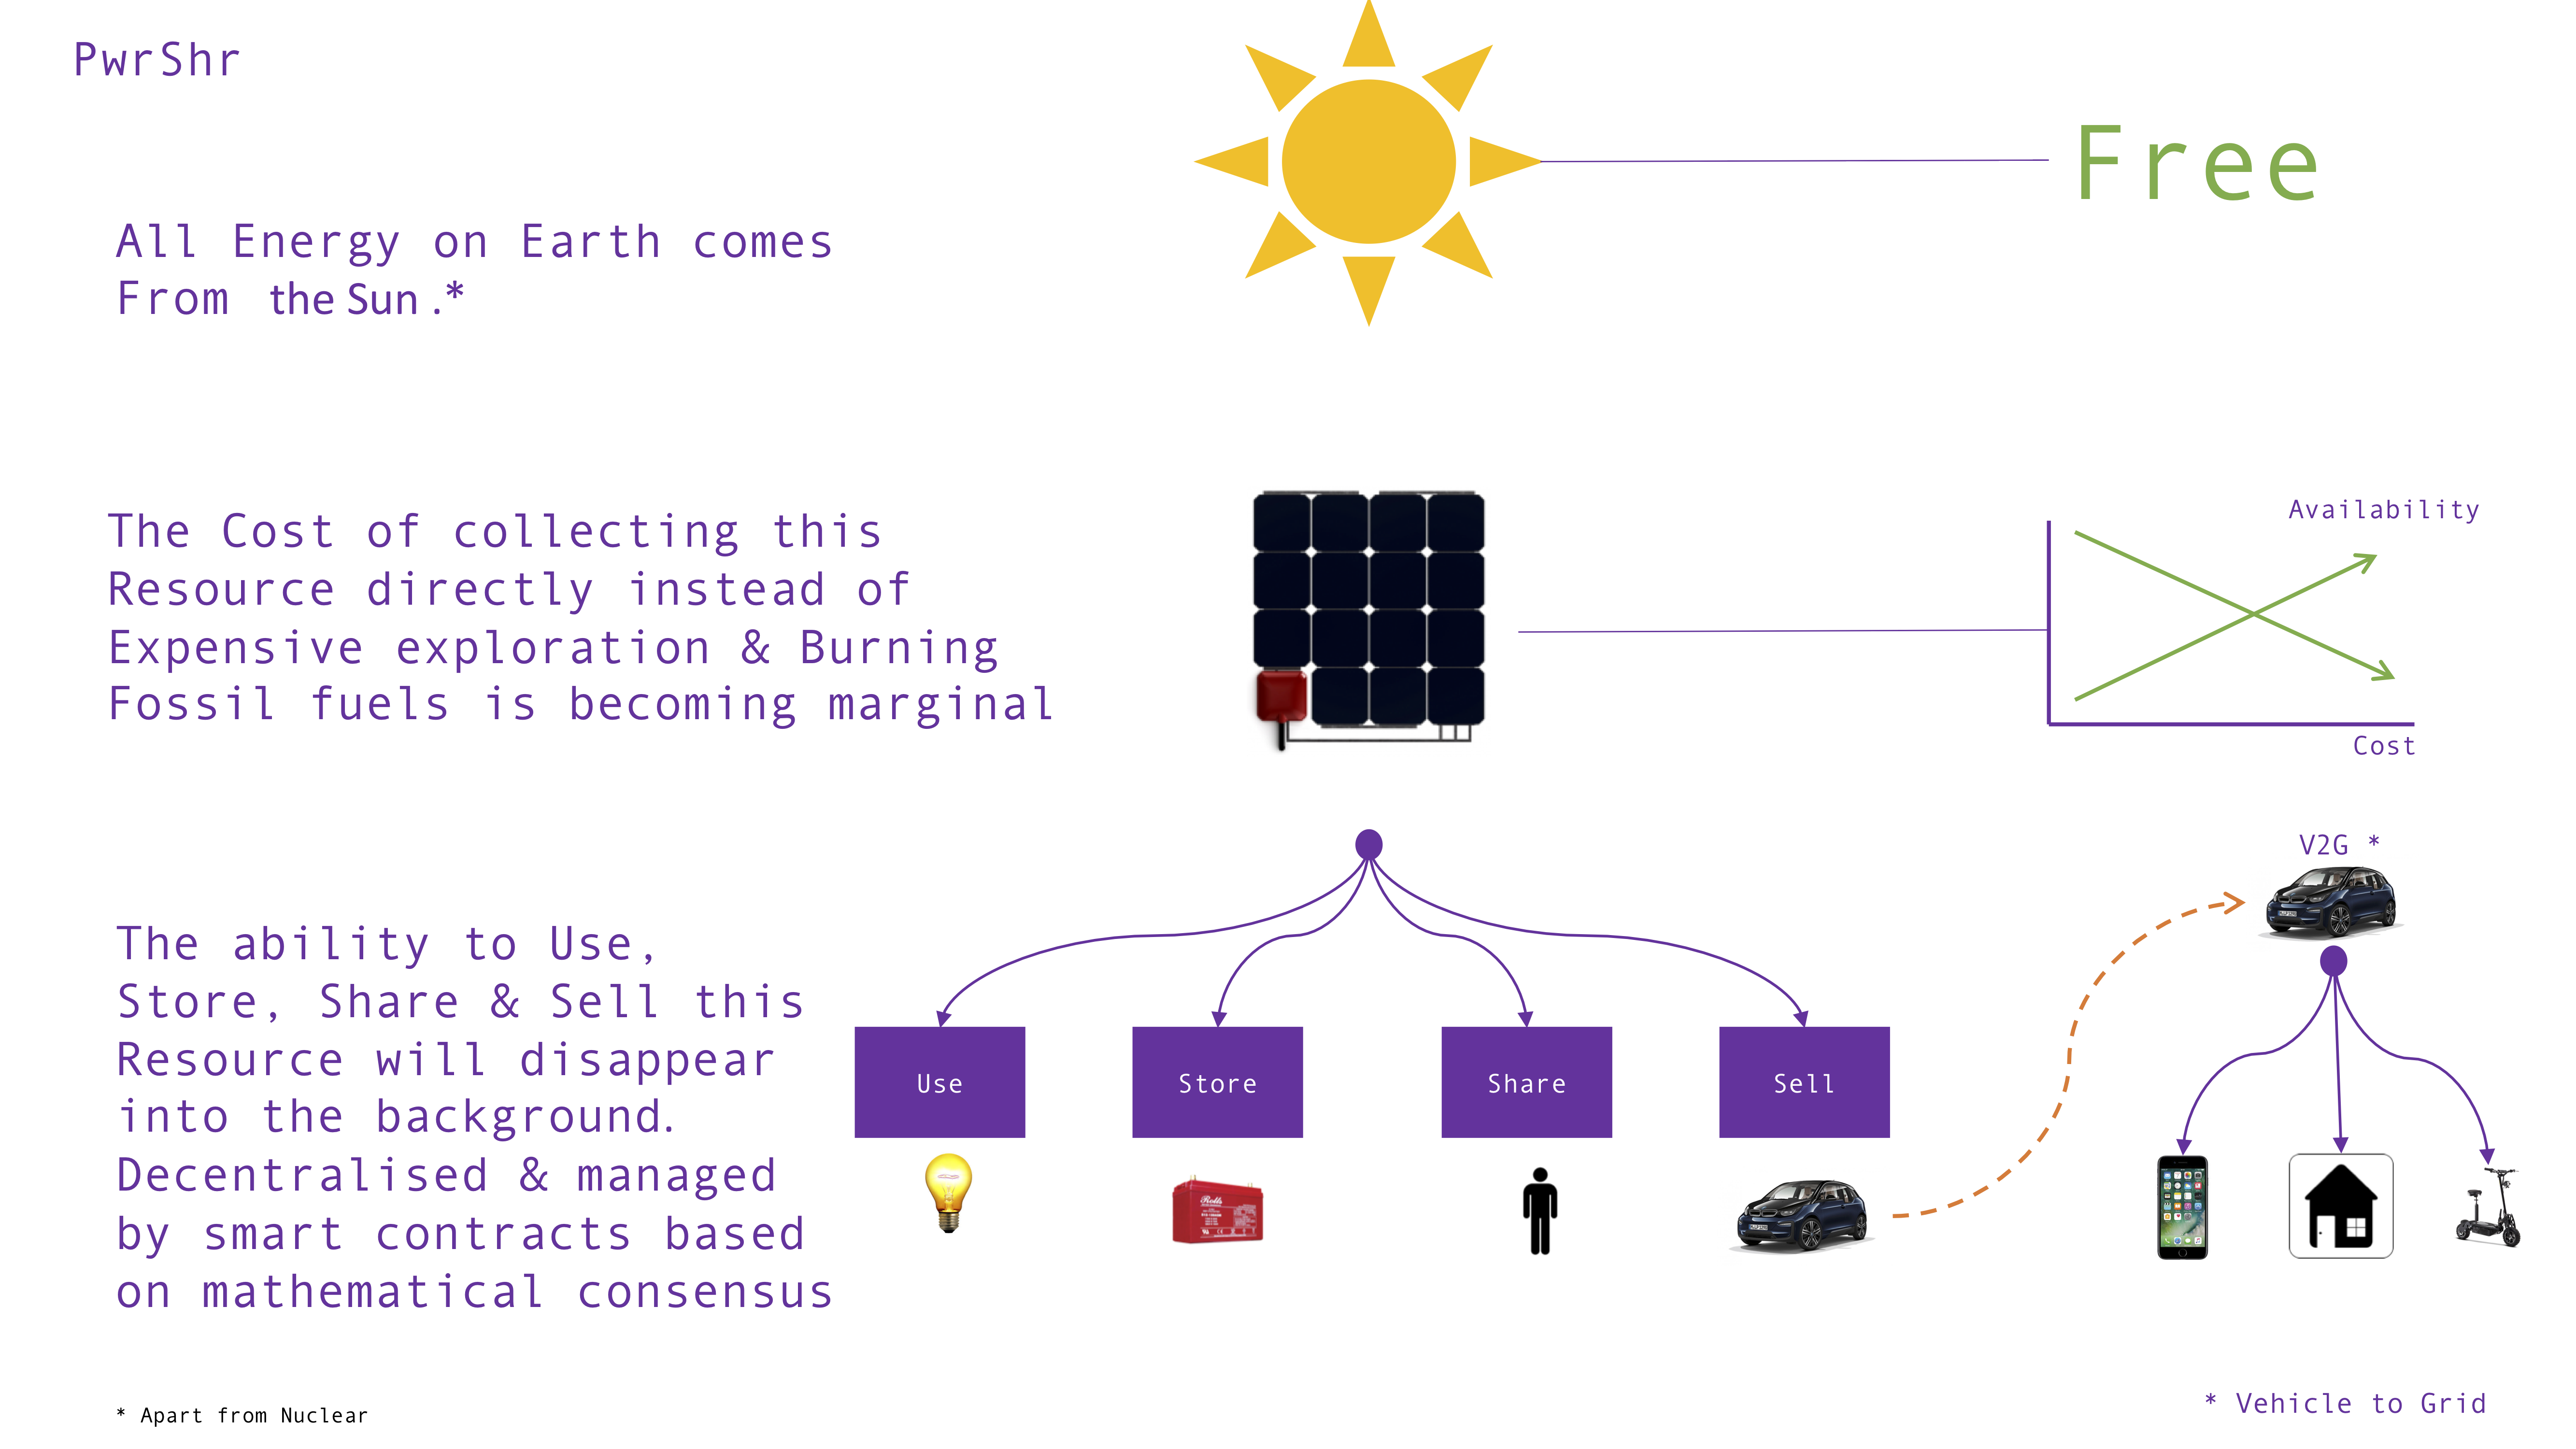 PwrShr
Free
All Energy on Earth comes
From the Sun .*
The Cost of collecting this
Resource directly instead of
Expensive exploration & Burning
Fossil fuels is becoming marginal
Availability
Cost
V2G *
The ability to Use,
Store, Share & Sell this
Resource will disappear
into the background.
Decentralised & managed
by smart contracts based
on mathematical consensus
Use
Store
Share
Sell
Rolls
* Apart from Nuclear
* Vehicle to Grid